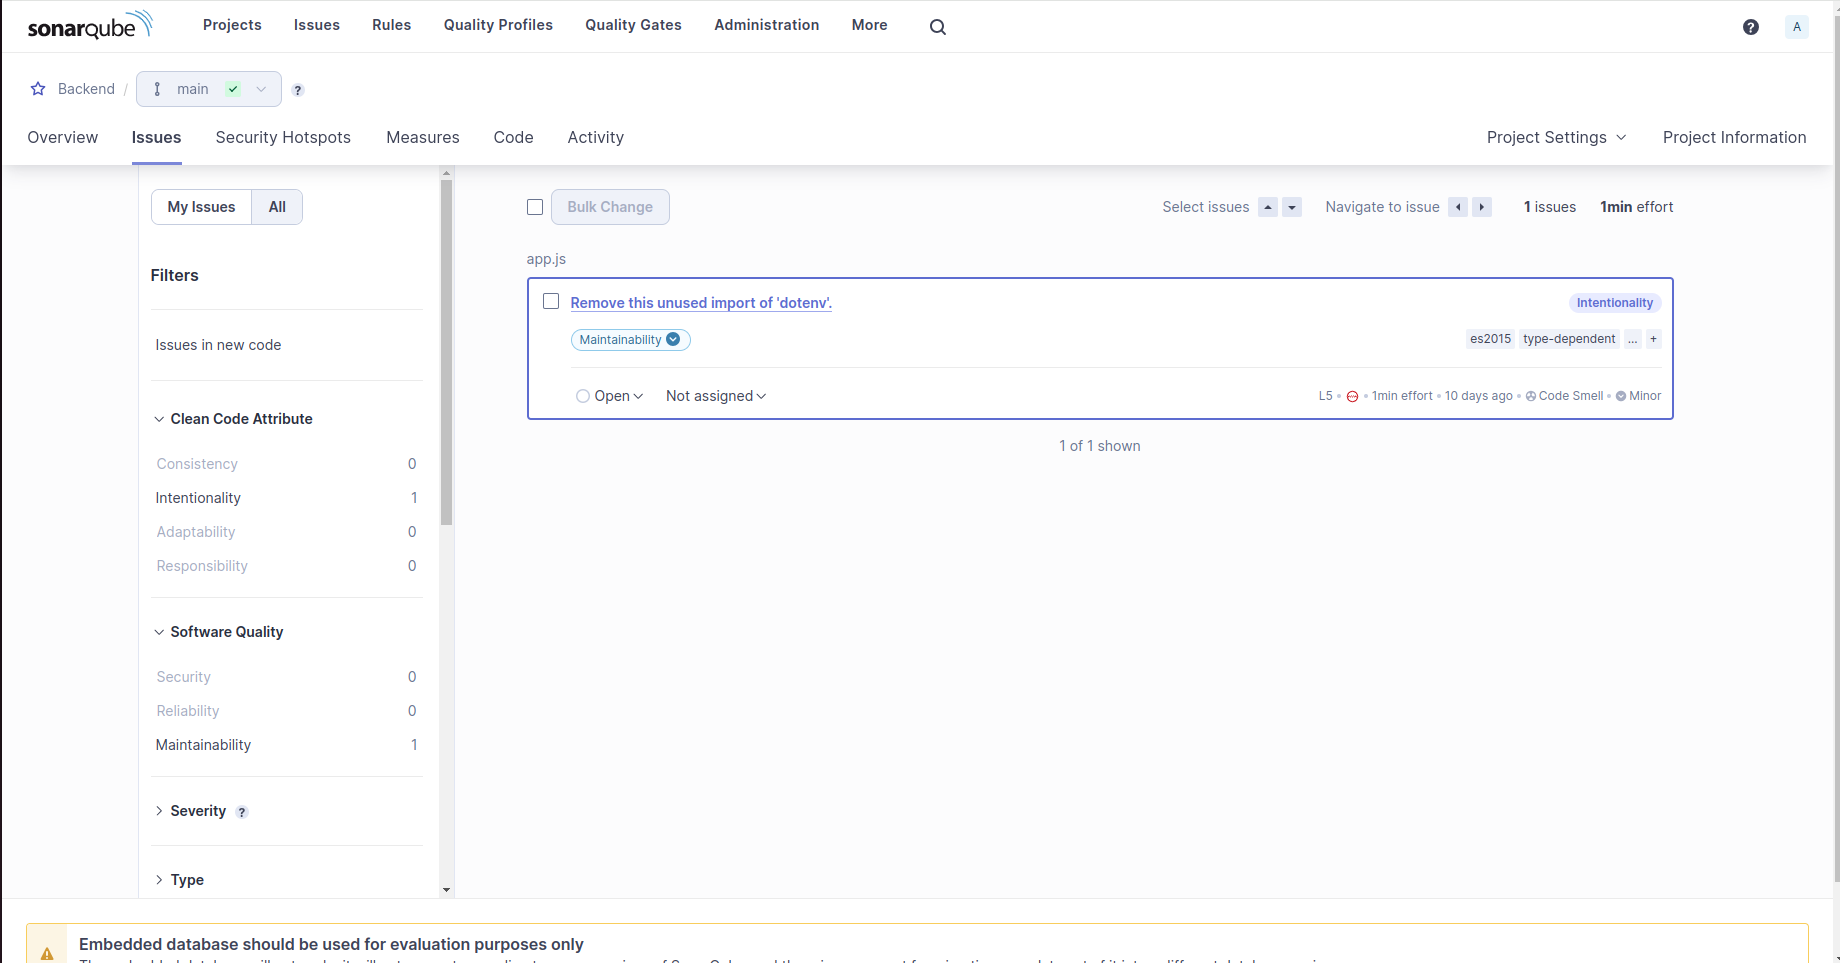 sonarqube Projects Issues Rules Quality Profiles Quality Gates Administration More ? A
Backend / main ?
Overview Issues Security Hotspots Measures Code Activity Project Settings Project Information
My Issues All
Bulk Change Select issues Navigate to issue 1 issues 1min effort
Filters
Issues in new code
Clean Code Attribute
Consistency 0
Intentionality 1
Adaptability 0
Responsibility 0
Software Quality
Security 0
Reliability 0
Maintainability 1
Severity ?
Type
app.js
Remove this unused import of 'dotenv'. Intentionality
Maintainability es2015 type-dependent ... +
Open Not assigned L5 • • 1min effort • 10 days ago • Code Smell • Minor
1 of 1 shown
Embedded database should be used for evaluation purposes only